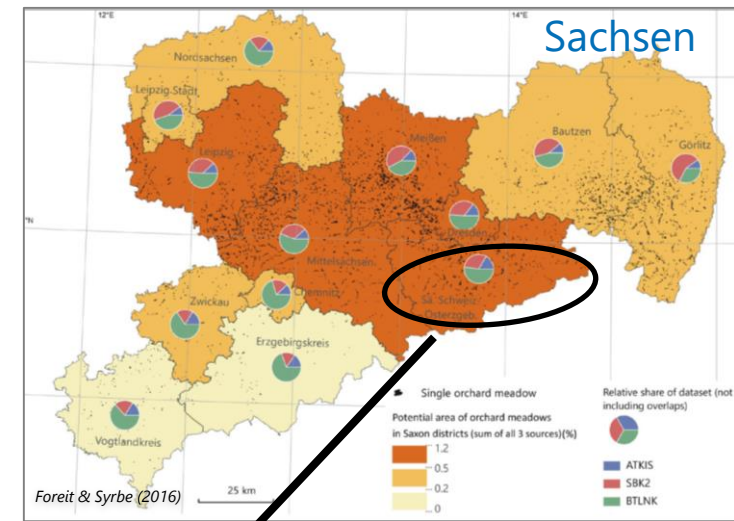 12°E
14°E
Sachsen
Nordsachsen
Leipzig Stadt
Leipzig
Meißen
Bautzen
Görlitz
°N
Dresden
Mittelsachsen
Chemnitz
Sä. Schweiz
Osterzgeb.
Zwickau
Erzgebirgskreis
Vogtlandkreis
Single orchard meadow
Potential area of orchard meadows
in Saxon districts (sum of all 3 sources)(%)
1.2
0.5
0.2
0
Relative share of dataset (not
including overlaps)
ATKIS
SBK2
BTLNK
Foreit & Syrbe (2016)
25 km